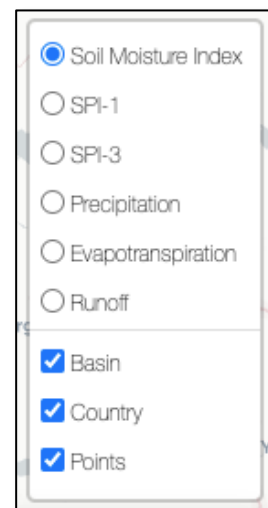 Soil Moisture Index
SPI-1
SPI-3
Precipitation
Evapotranspiration
Runoff
Basin
Country
Points